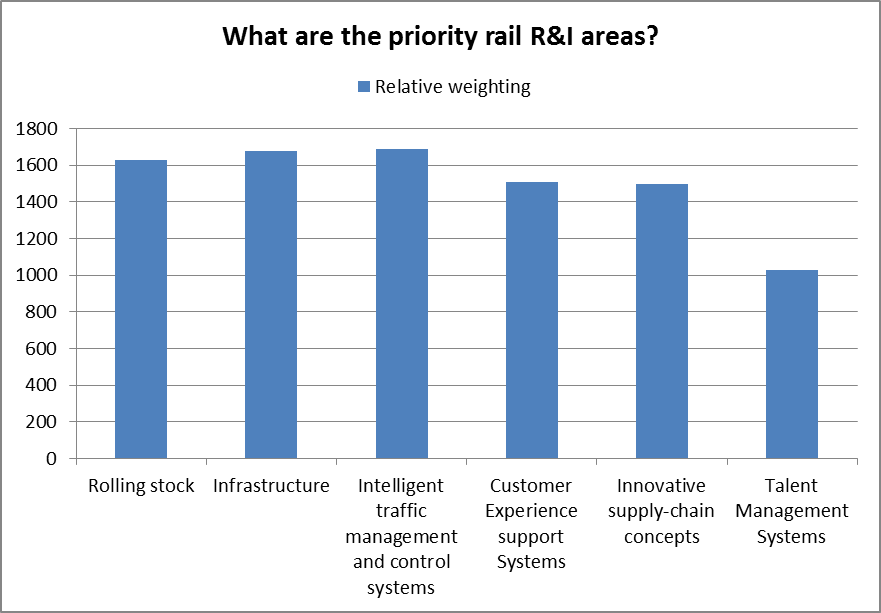 What are the priority rail R&I areas?
Relative weighting
1800
1600
1400
1200
1000
800
600
400
200
0
Rolling stock
Infrastructure
Intelligent
traffic
management
and control
systems
Customer
Experience
support
Systems
Innovative
supply-chain
concepts
Talent
Management
Systems